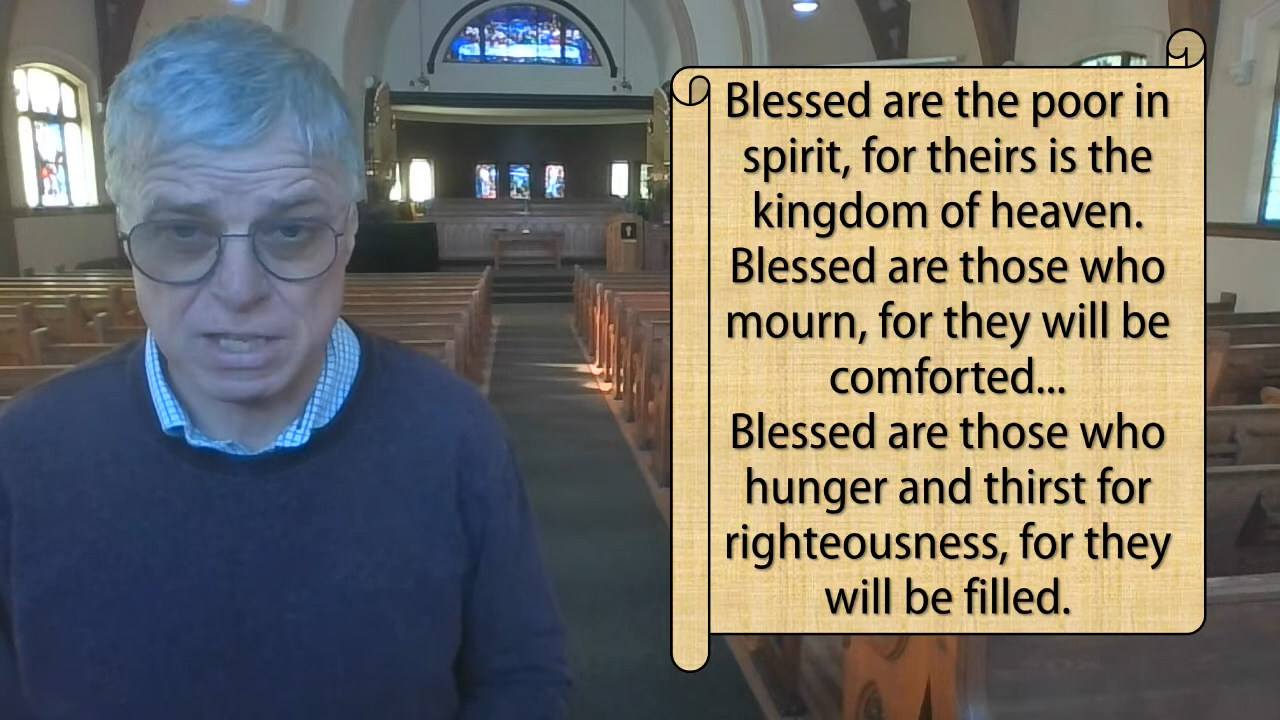 Blessed are the poor in
spirit, for theirs is the
kingdom of heaven.
Blessed are those who
mourn, for they will be
comforted...
Blessed are those who
hunger and thirst for
righteousness, for they
will be filled.